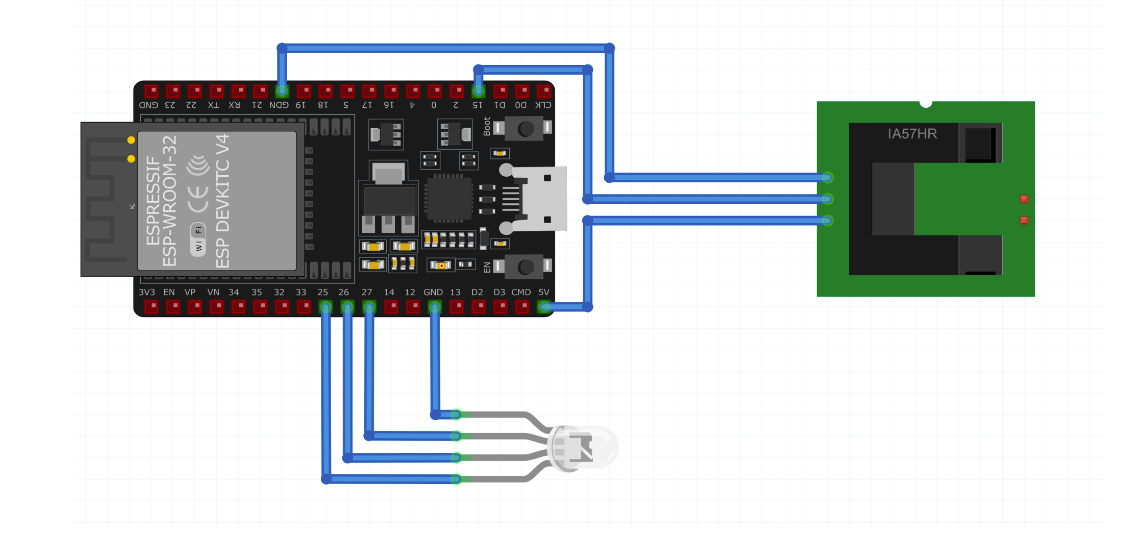 GND 23 22 TX RX 21 GDN 19 18 5 17 16 4 0 2 15 D1 D0 CLK
Boot
IA57HR
ESPRESSIF
ESP-WROOM-32
CE
Wi Fi
ESP DEVKITC V4
EN
3V3 EN VP VN 34 35 32 33 25 26 27 14 12 GND 13 D2 D3 CMD 5V